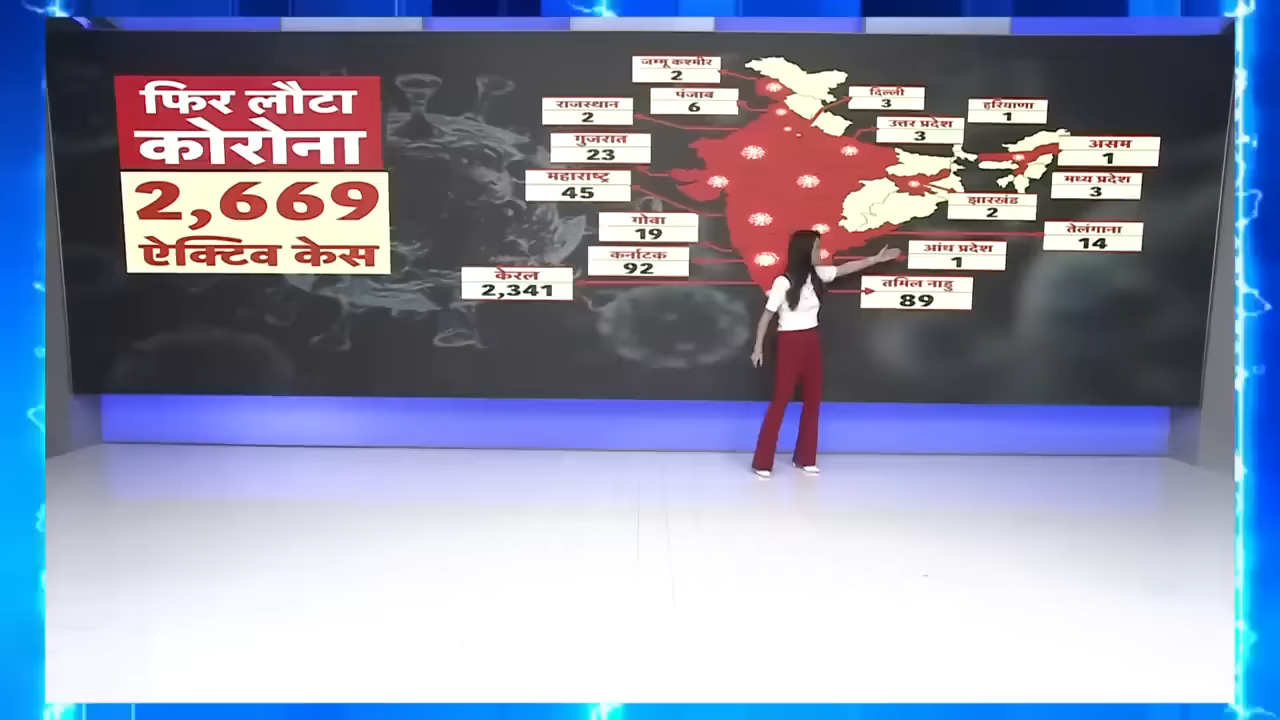 फिर लौटा
कोरोना
2,669
ऐक्टिव केस
जम्मू कश्मीर
2
पंजाब
6
राजस्थान
2
गुजरात
23
महाराष्ट्र
45
गोवा
19
कर्नाटक
92
केरल
2,341
दिल्ली
3
हरियाणा
1
उत्तर प्रदेश
3
असम
1
मध्य प्रदेश
3
झारखंड
2
तेलंगाना
14
आंध प्रदेश
1
तमिल नाडु
89